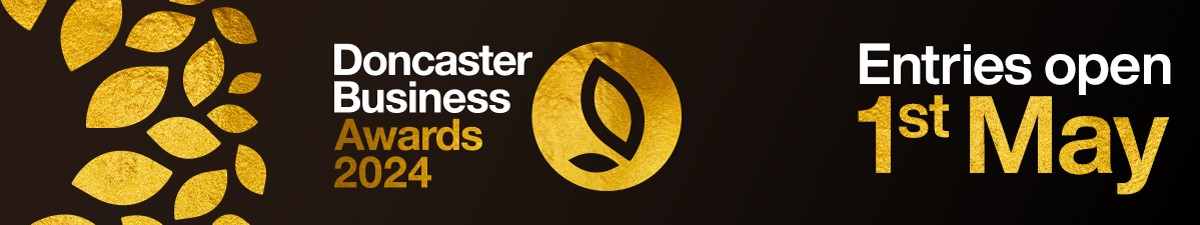 Doncaster
Business
Awards
2024
Entries open
1st May